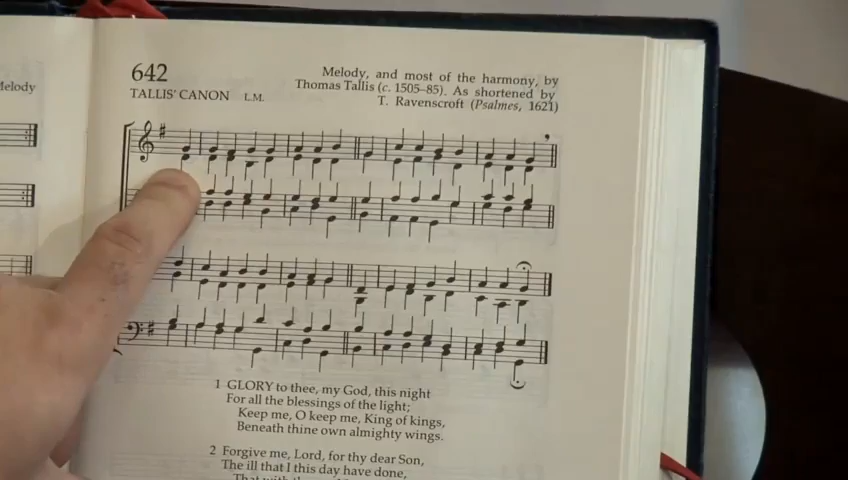 Melody
642
TALLIS' CANON L.M.
Melody, and most of the harmony, by
Thomas Tallis (c. 1505–85). As shortened by
T. Ravenscroft (Psalmes, 1621)
1 GLORY to thee, my God, this night
For all the blessings of the light;
Keep me, O keep me, King of kings,
Beneath thine own almighty wings.
2 Forgive me, Lord, for thy dear Son,
The ill that I this day have done,
That with